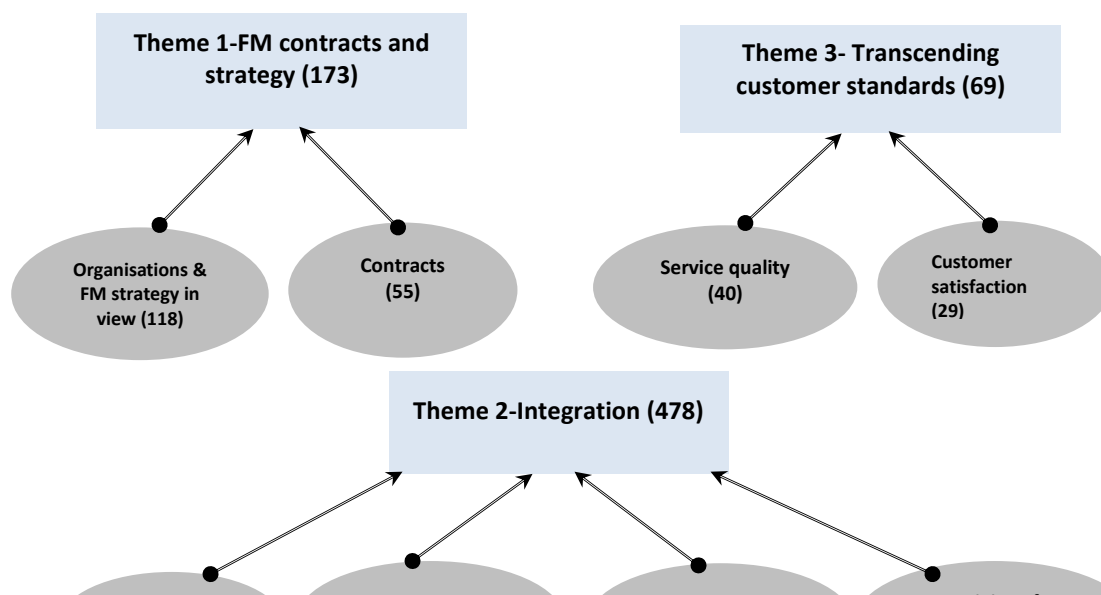 Theme 1-FM contracts and
strategy (173)
Theme 3- Transcending
customer standards (69)
Organisations &
FM strategy in
view (118)
Contracts
(55)
Service quality
(40)
Customer
satisfaction
(29)
Theme 2-Integration (478)